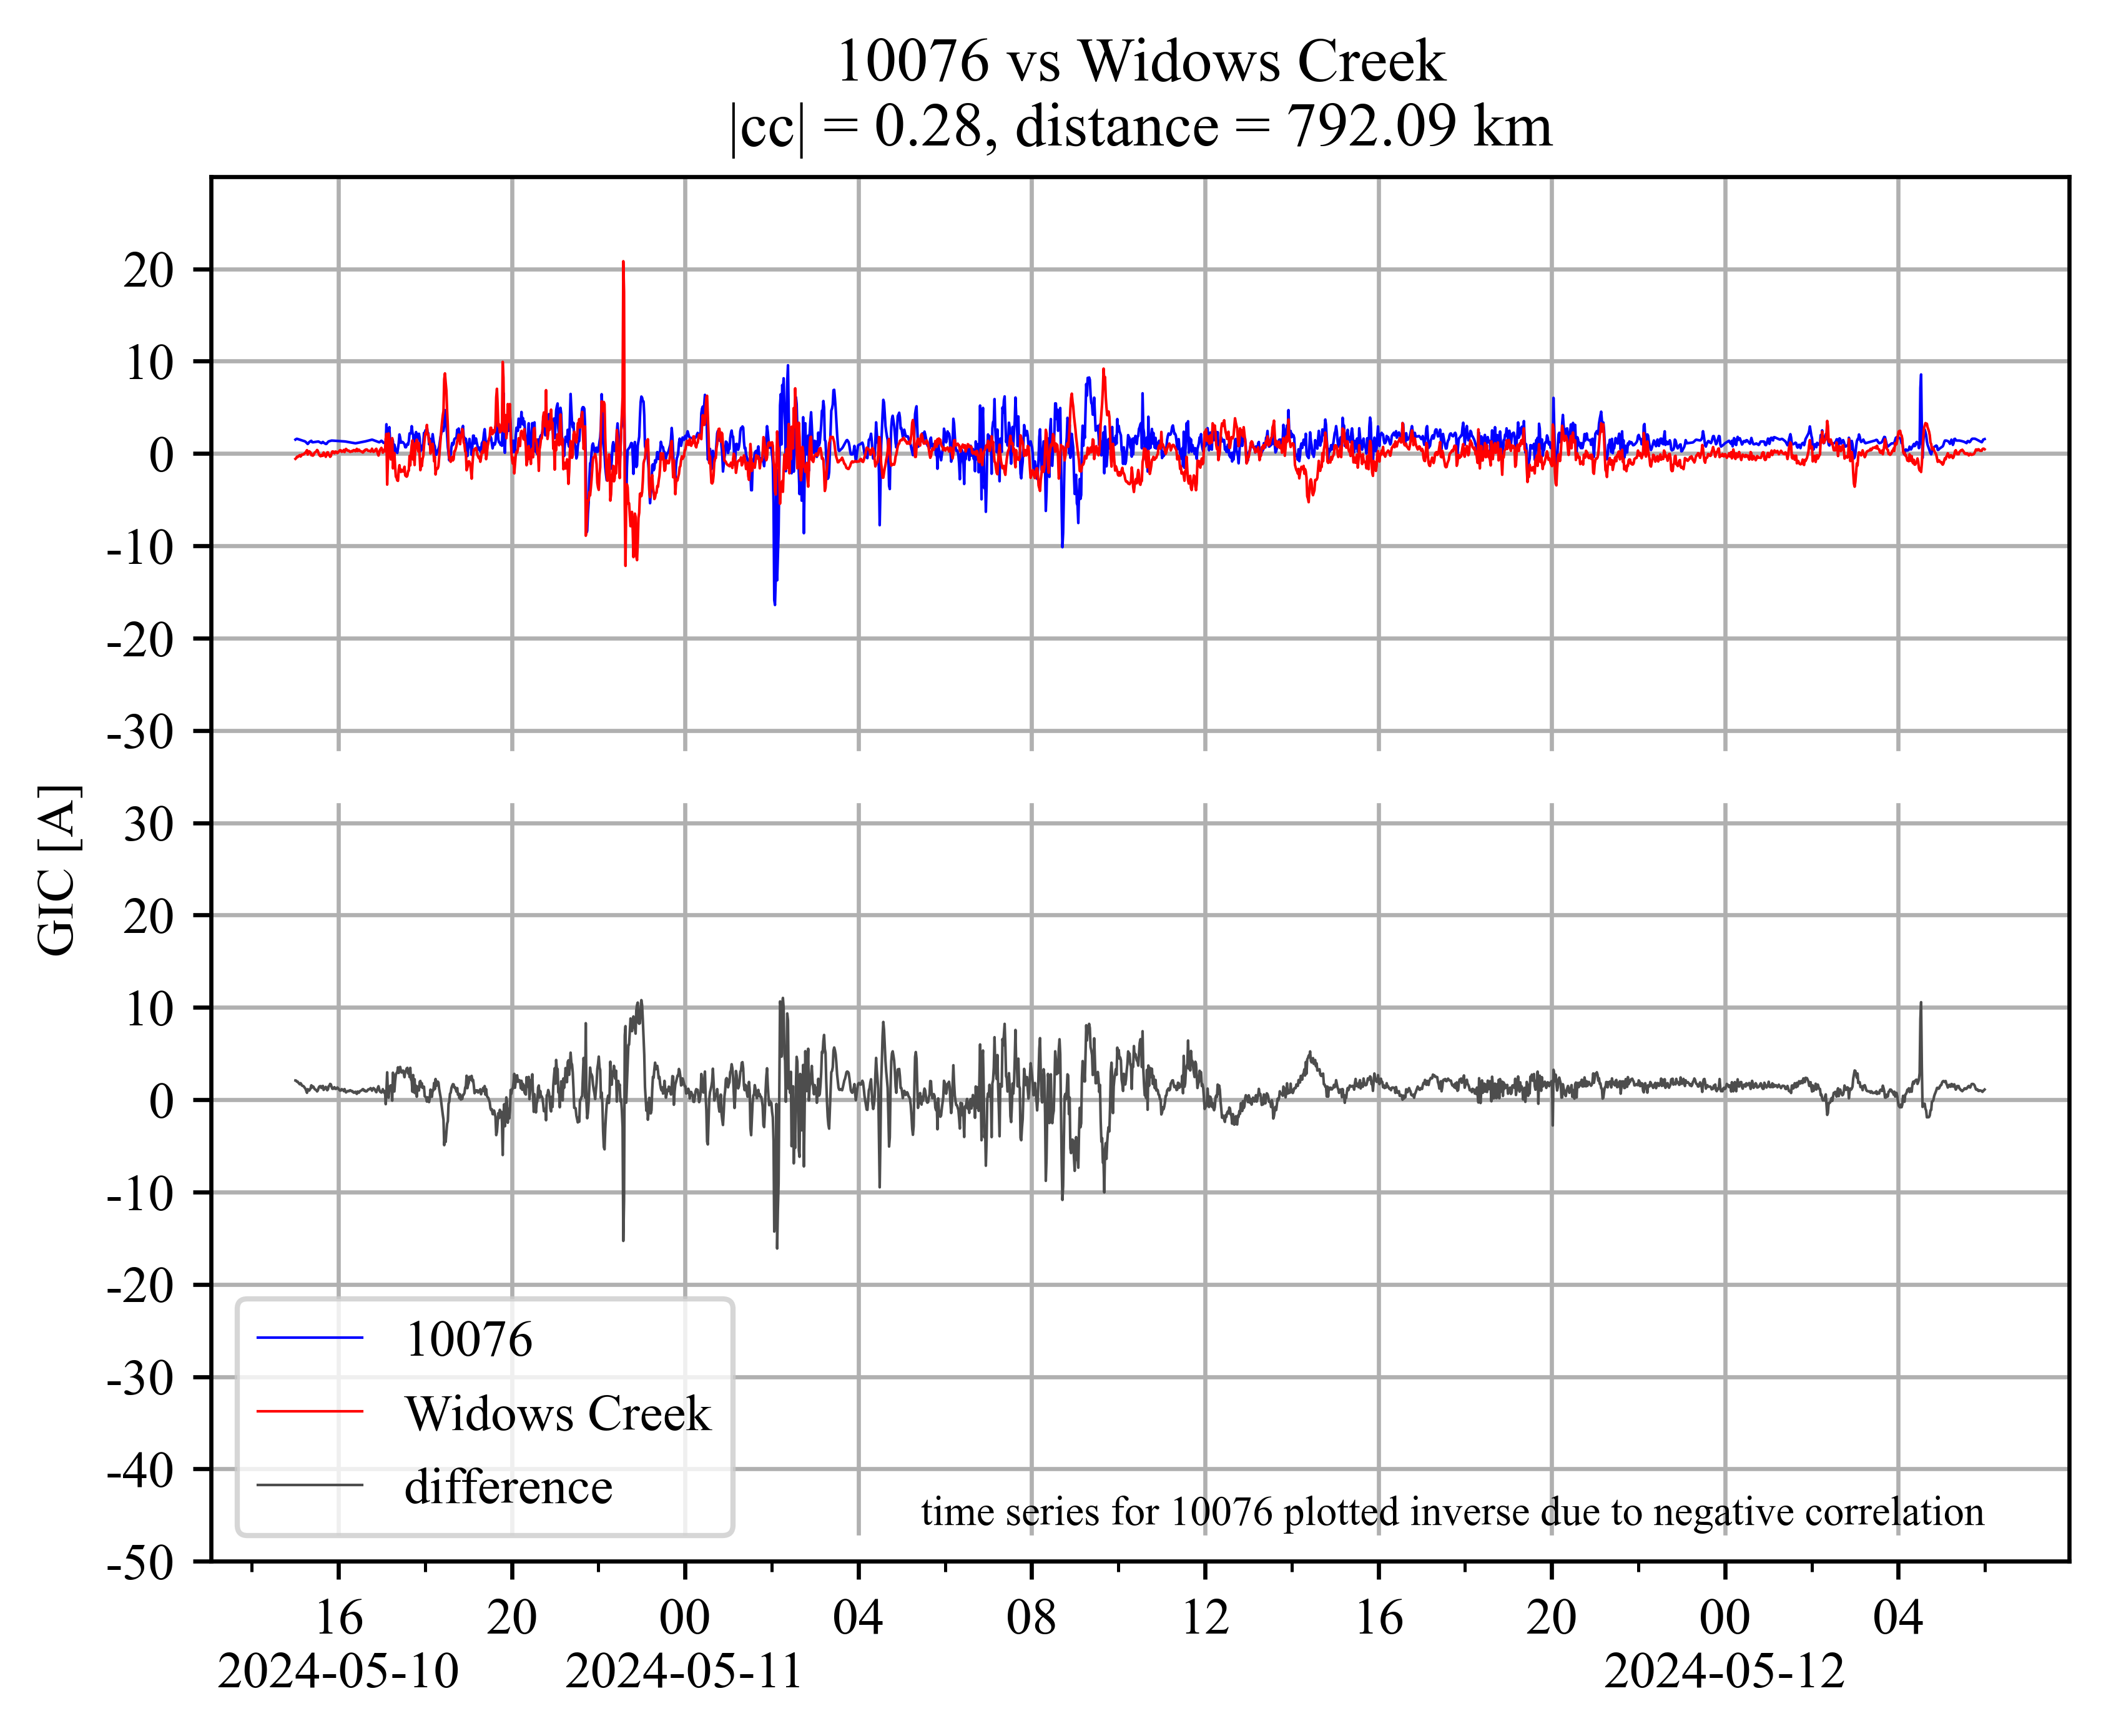 10076 vs Widows Creek
|cc| = 0.28, distance = 792.09 km
GIC [A]
20
10
0
-10
-20
-30
30
20
10
0
-10
-20
-30
-40
-50
10076
Widows Creek
difference
time series for 10076 plotted inverse due to negative correlation
16 20 00 04 08 12 16 20 00 04
2024-05-10 2024-05-11 2024-05-12